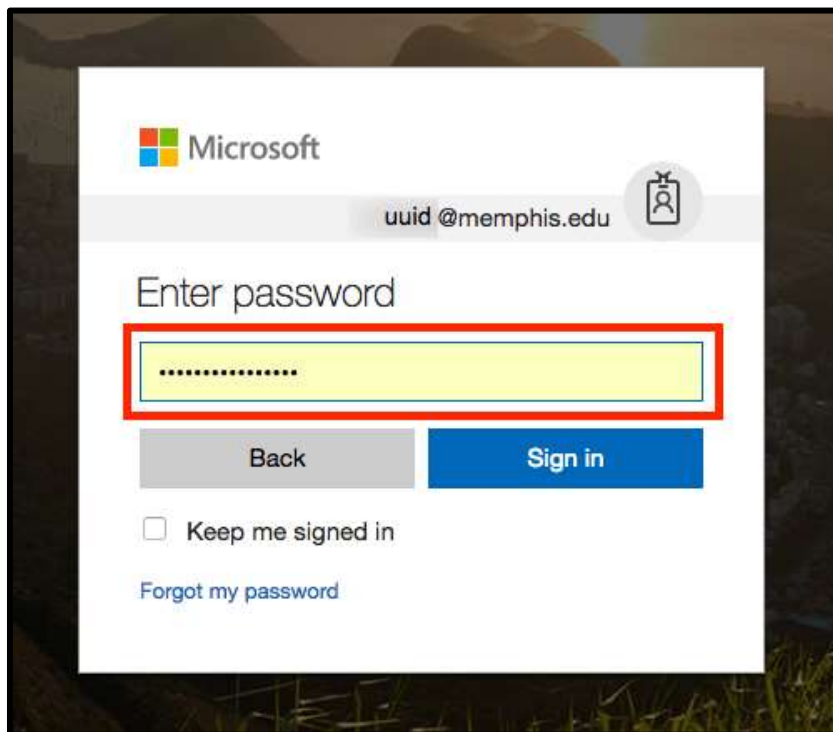 Microsoft
uuid @memphis.edu
Enter password
••••••••••••••••
Back
Sign in
Keep me signed in
Forgot my password